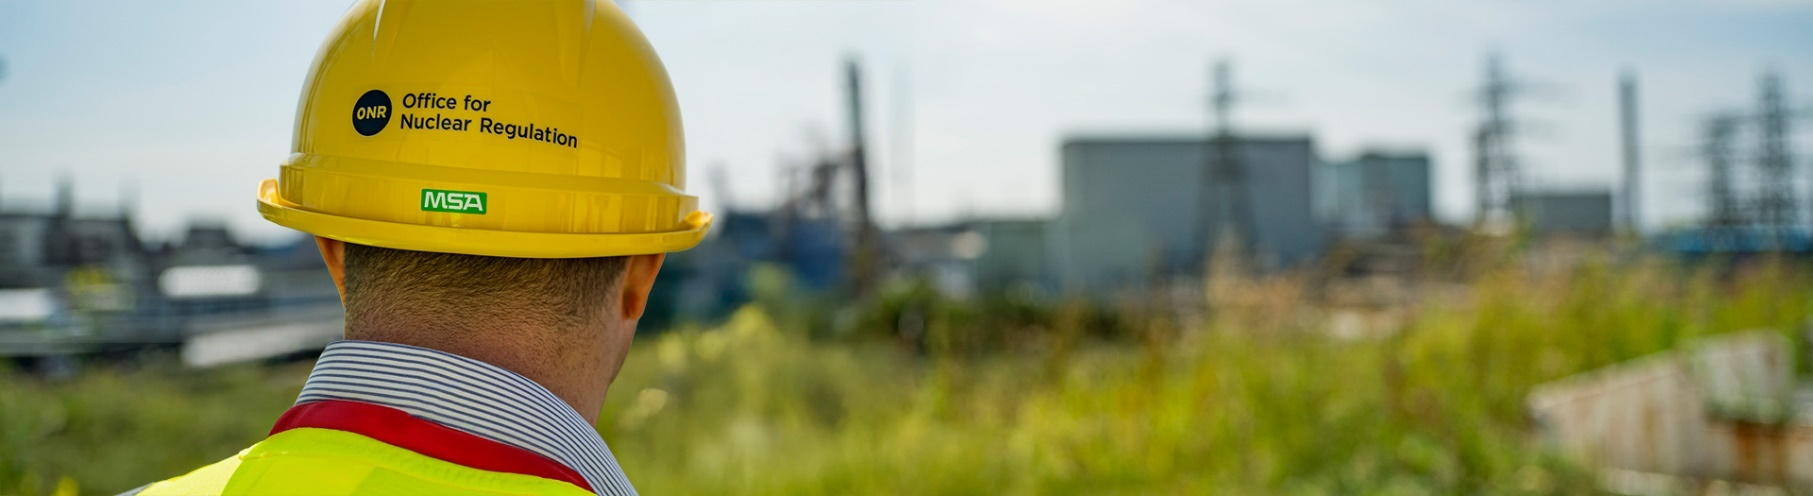 ONR
Office for
Nuclear Regulation
MSA